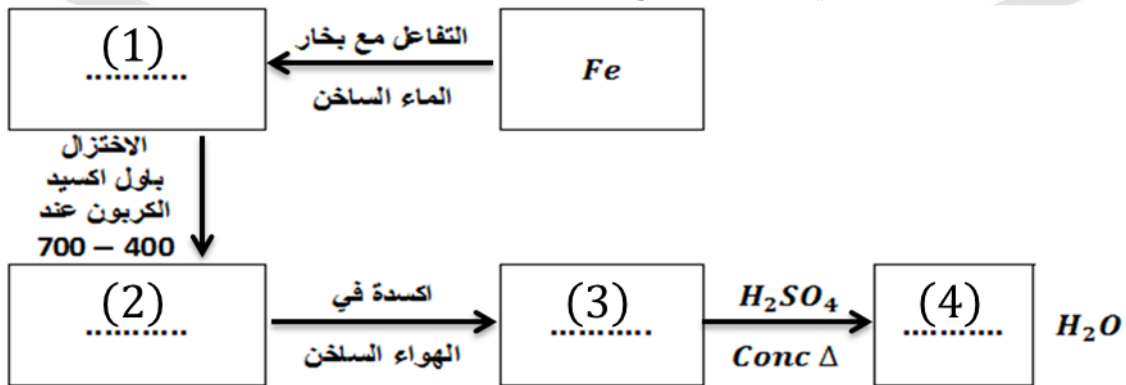 (1)
...........
التفاعل مع بخار
الماء الساخن
Fe
الاختزال
باول اكسيد
الكربون عند
700 – 400
(2)
...........
اكسدة في
الهواء الساخن
(3)
...........
H₂SO₄
Conc Δ
(4)
...........
H₂O